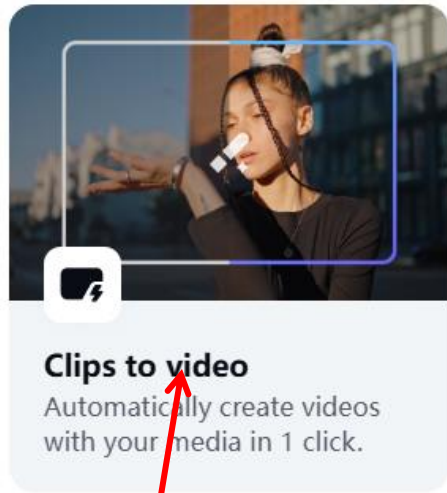 Clips to video
Automatically create videos
with your media in 1 click.